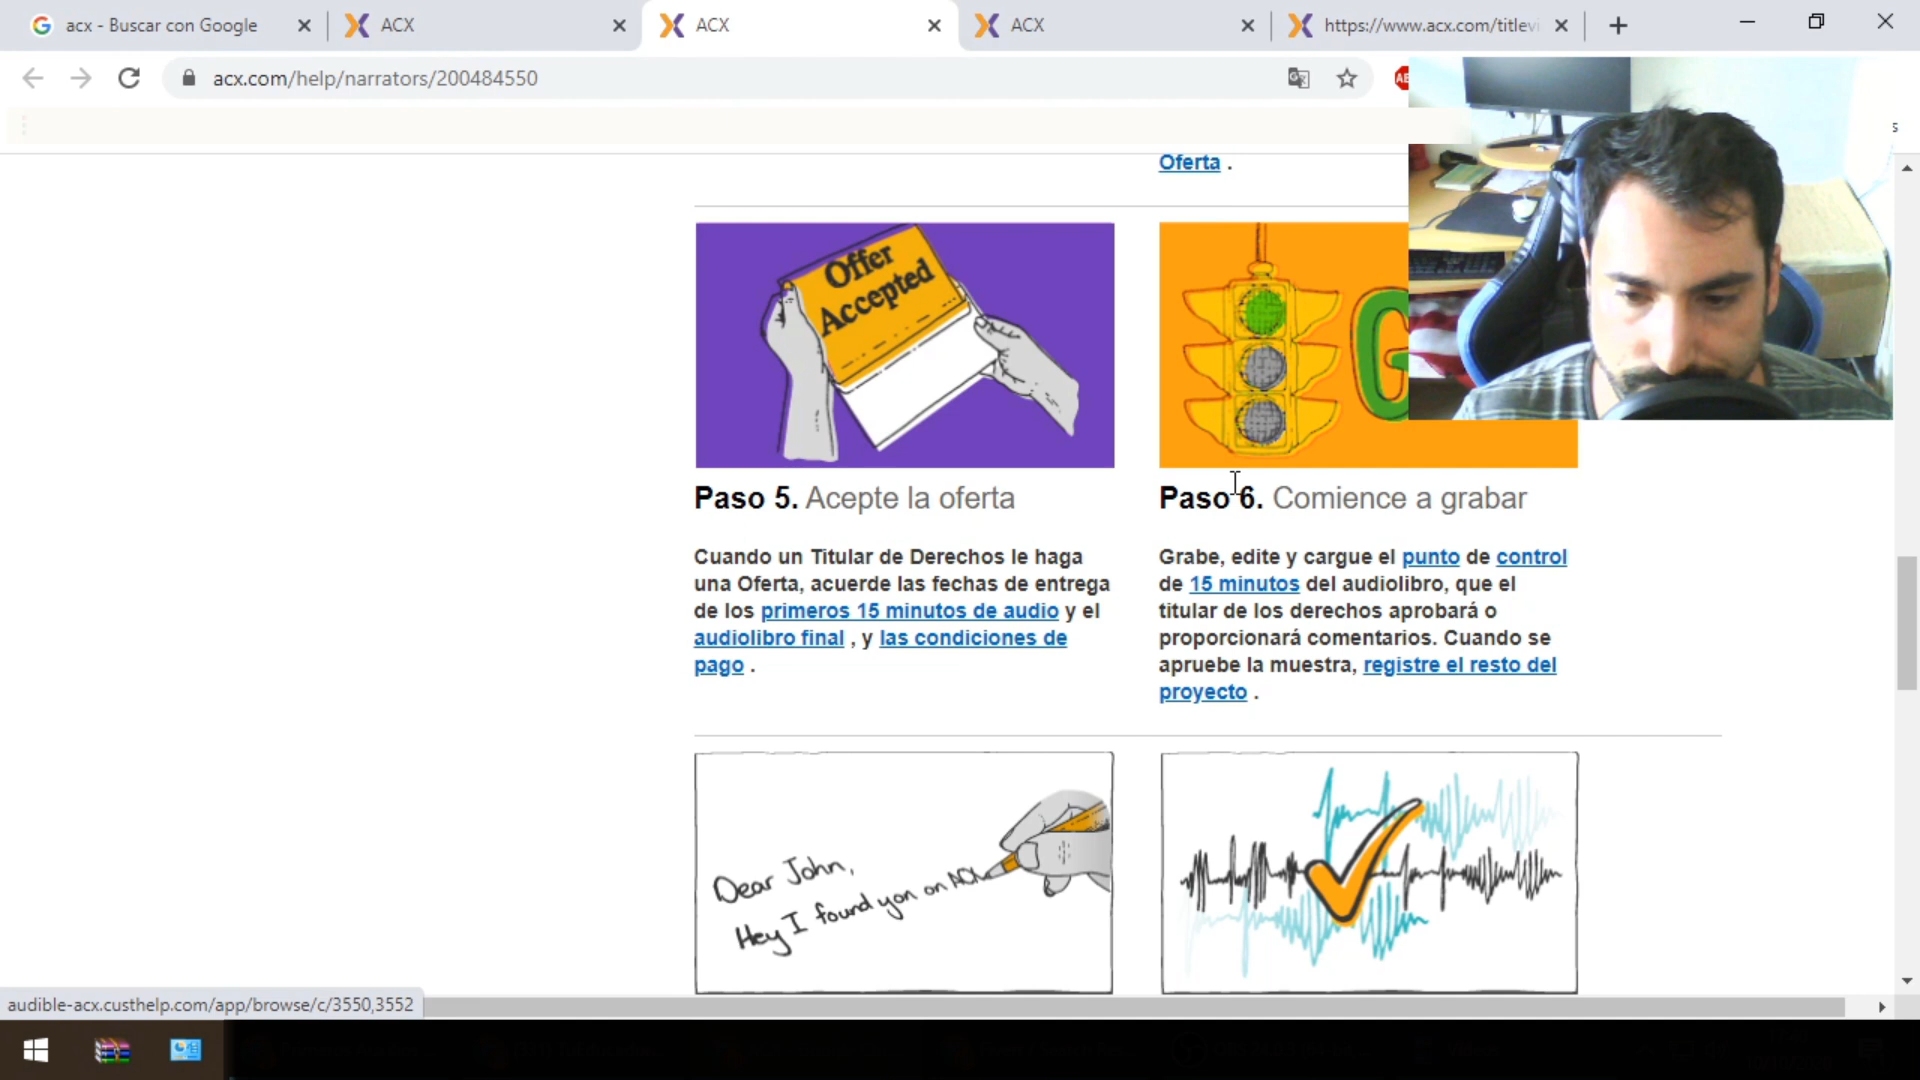 acx - Buscar con Google
ACX
ACX
ACX
https://www.acx.com/titlevi
acx.com/help/narrators/200484550
s
Oferta .
Offer
Accepted
G
Paso 5. Acepte la oferta
Cuando un Titular de Derechos le haga
una Oferta, acuerde las fechas de entrega
de los primeros 15 minutos de audio y el
audiolibro final , y las condiciones de
pago .
Paso 6. Comience a grabar
Grabe, edite y cargue el punto de control
de 15 minutos del audiolibro, que el
titular de los derechos aprobará o
proporcionará comentarios. Cuando se
apruebe la muestra, registre el resto del
proyecto .
Dear John,
Hey I found you on ACX
audible-acx.custhelp.com/app/browse/c/3550,3552